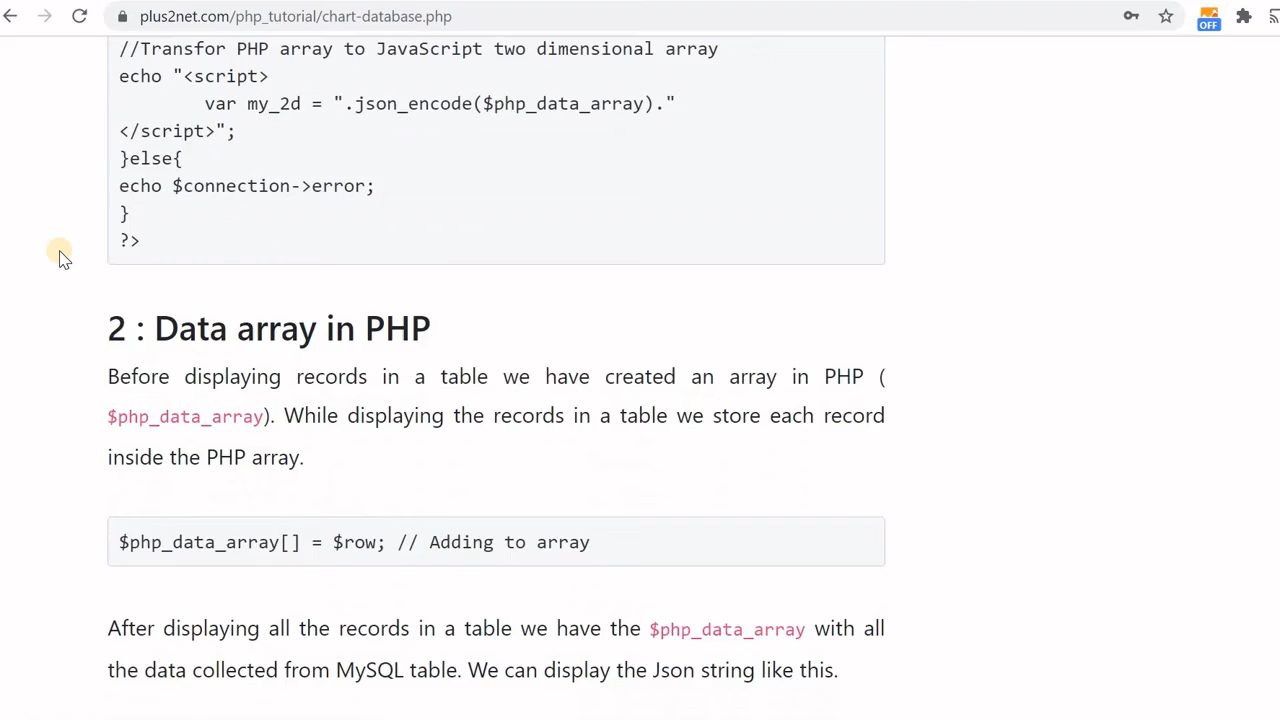 plus2net.com/php_tutorial/chart-database.php
OFF
//Transfor PHP array to JavaScript two dimensional array
echo "<script>
        var my_2d = ".json_encode($php_data_array)."
</script>";
}else{
echo $connection->error;
}
?>
2 : Data array in PHP
Before displaying records in a table we have created an array in PHP (
$php_data_array). While displaying the records in a table we store each record
inside the PHP array.
$php_data_array[] = $row; // Adding to array
After displaying all the records in a table we have the $php_data_array with all
the data collected from MySQL table. We can display the Json string like this.